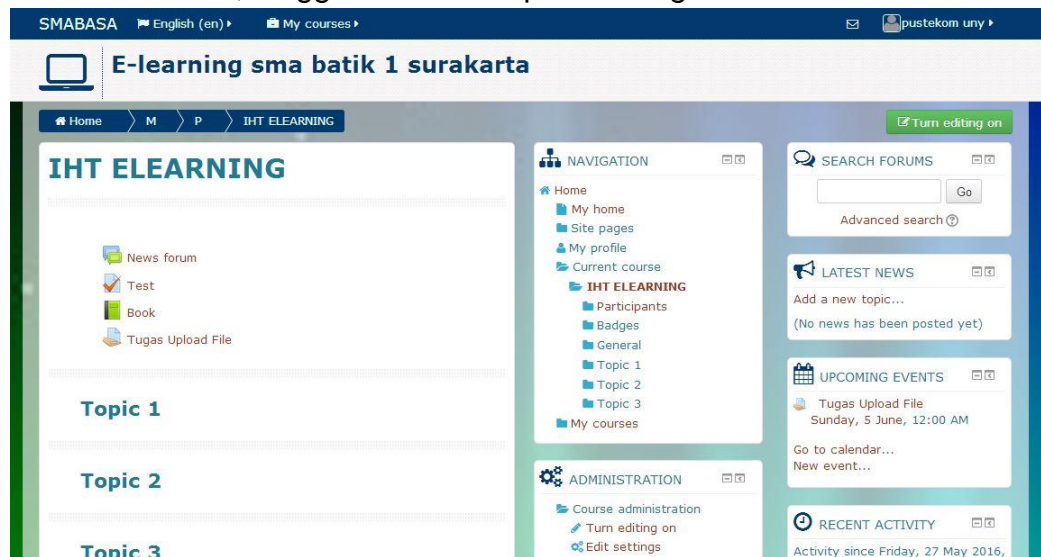 SMABASA English (en) My courses pustekom uny
E-learning sma batik 1 surakarta
Home M P IHT ELEARNING Turn editing on
IHT ELEARNING
News forum
Test
Book
Tugas Upload File
Topic 1
Topic 2
Topic 3
NAVIGATION
Home
My home
Site pages
My profile
Current course
IHT ELEARNING
Participants
Badges
General
Topic 1
Topic 2
Topic 3
My courses
ADMINISTRATION
Course administration
Turn editing on
Edit settings
SEARCH FORUMS
Go
Advanced search
LATEST NEWS
Add a new topic...
(No news has been posted yet)
UPCOMING EVENTS
Tugas Upload File
Sunday, 5 June, 12:00 AM
Go to calendar...
New event...
RECENT ACTIVITY
Activity since Friday, 27 May 2016,